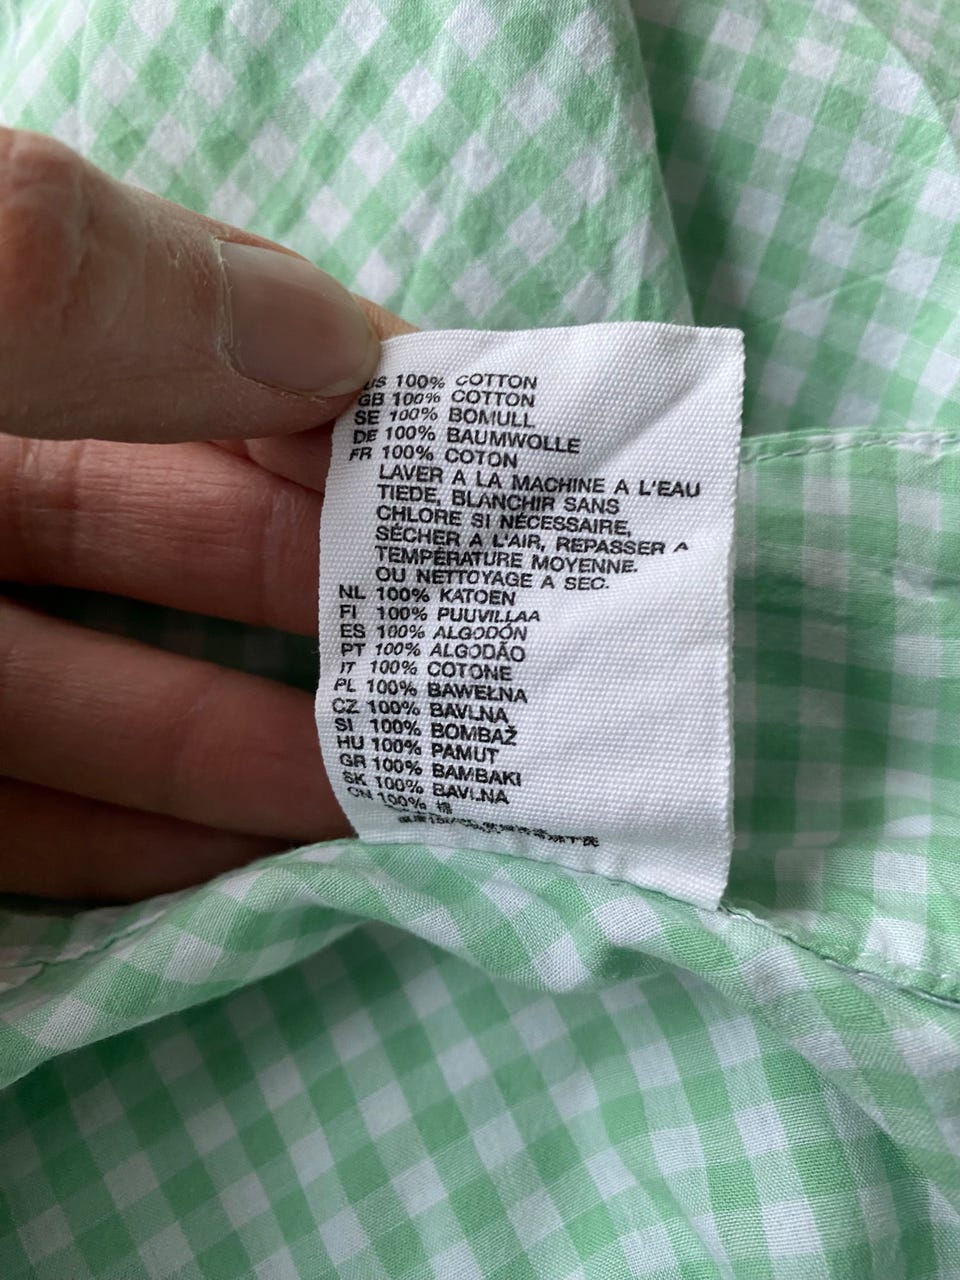 US 100% COTTON
GB 100% COTTON
SE 100% BOMULL
DE 100% BAUMWOLLE
FR 100% COTON
LAVER A LA MACHINE A L'EAU
TIEDE, BLANCHIR SANS
CHLORE SI NÉCESSAIRE,
SÉCHER A L'AIR, REPASSER A
TEMPÉRATURE MOYENNE.
OU NETTOYAGE A SEC.
NL 100% KATOEN
FI 100% PUUVILLAA
ES 100% ALGODÓN
PT 100% ALGODÃO
IT 100% COTONE
PL 100% BAWEŁNA
CZ 100% BAVLNA
SI 100% BOMBAŽ
HU 100% PAMUT
GR 100% BAMBAKI
SK 100% BAVLNA
CN 100% 棉